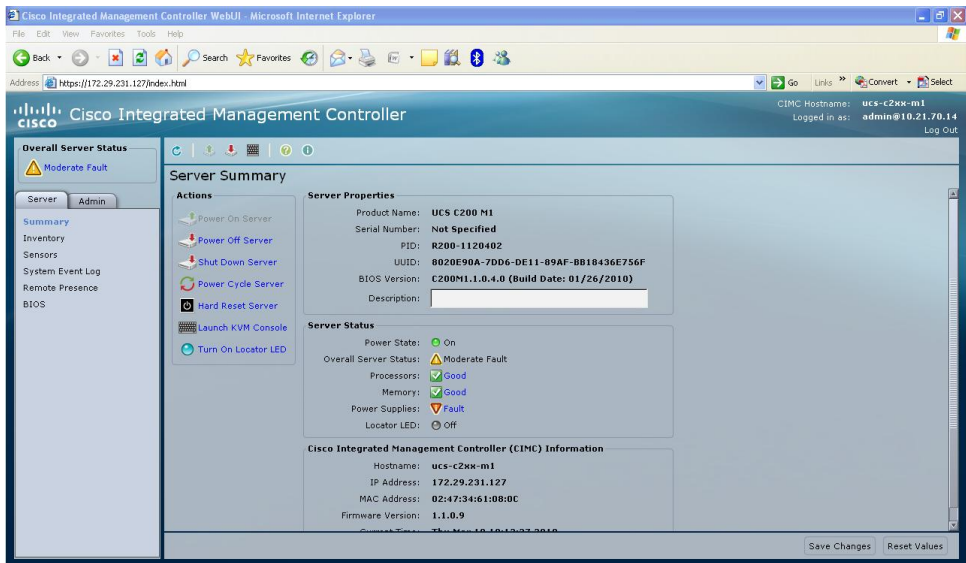 Cisco Integrated Management Controller WebUI - Microsoft Internet Explorer
File Edit View Favorites Tools Help
Back Search Favorites
Address https://172.29.231.127/index.html Go Links » Convert Select
CISCO Cisco Integrated Management Controller
CIMC Hostname: ucs-c2xx-m1
Logged in as: admin@10.21.70.14
Log Out
Overall Server Status
Moderate Fault
Server Admin
Summary
Inventory
Sensors
System Event Log
Remote Presence
BIOS
Server Summary
Actions
Power On Server
Power Off Server
Shut Down Server
Power Cycle Server
Hard Reset Server
Launch KVM Console
Turn On Locator LED
Server Properties
Product Name: UCS C200 M1
Serial Number: Not Specified
PID: R200-1120402
UUID: 8020E90A-7DD6-DE11-89AF-BB18436E756F
BIOS Version: C200M1.1.0.4.0 (Build Date: 01/26/2010)
Description:
Server Status
Power State: On
Overall Server Status: Moderate Fault
Processors: Good
Memory: Good
Power Supplies: Fault
Locator LED: Off
Cisco Integrated Management Controller (CIMC) Information
Hostname: ucs-c2xx-m1
IP Address: 172.29.231.127
MAC Address: 02:47:34:61:08:0C
Firmware Version: 1.1.0.9
Current Time:
Save Changes Reset Values